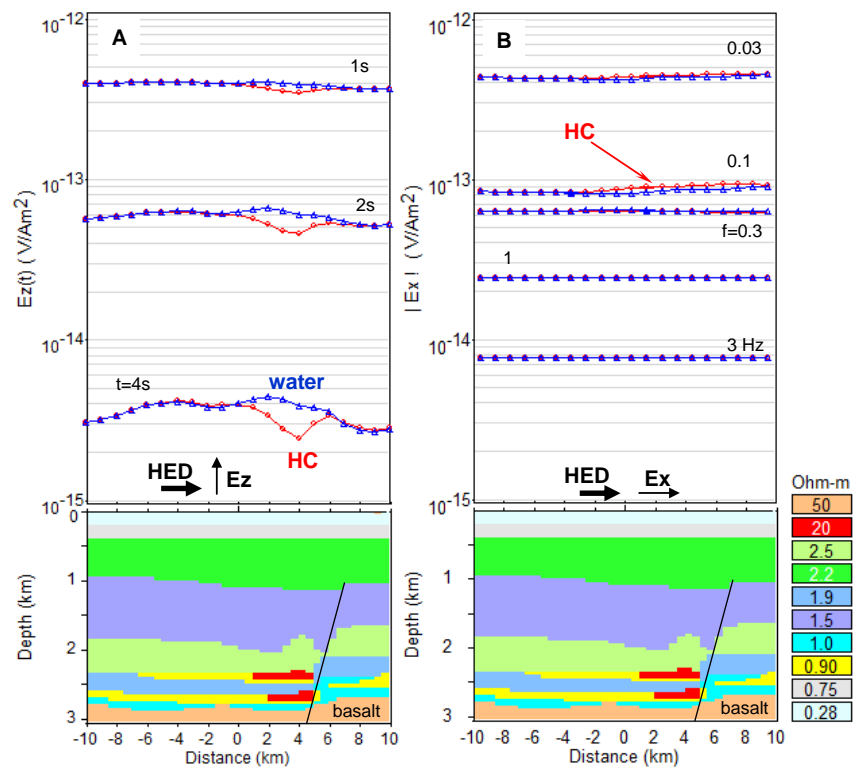 A
B
10^-12
10^-13
10^-14
10^-15
Ez(t) ( V/Am^2)
1s
2s
t=4s
water
HC
HED
Ez
0
1
2
3
Depth (km)
basalt
-10 -8 -6 -4 -2 0 2 4 6 8 10
Distance (km)
10^-12
10^-13
10^-14
10^-15
| Ex ! ( V/Am^2)
0.03
HC
0.1
f=0.3
1
3 Hz
HED
Ex
1
2
3
Depth (km)
basalt
-10 -8 -6 -4 -2 0 2 4 6 8 10
Distance (km)
Ohm-m
50
20
2.5
2.2
1.9
1.5
1.0
0.90
0.75
0.28